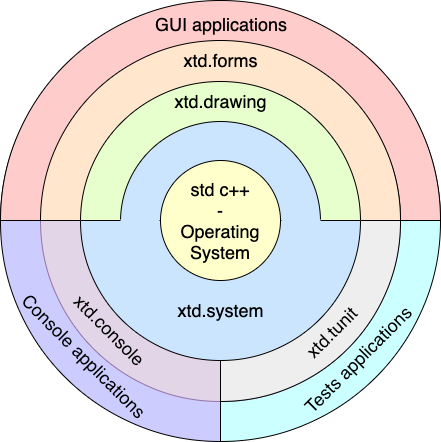 GUI applications
xtd.forms
xtd.drawing
std c++
-
Operating
System
xtd.system
xtd.console
Console applications
xtd.tunit
Tests applications